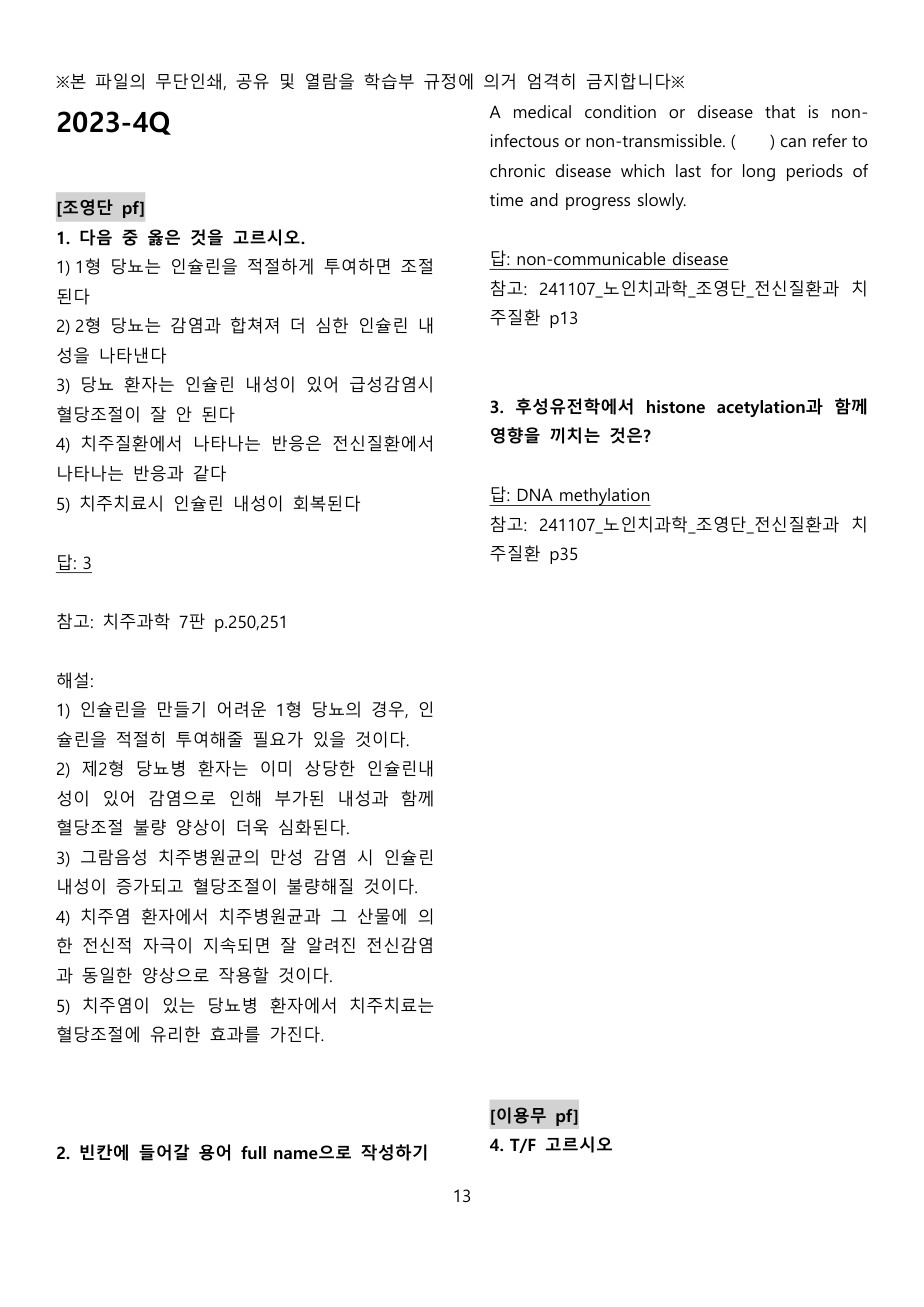 ※본 파일의 무단인쇄, 공유 및 열람을 학습부 규정에 의거 엄격히 금지합니다※
2023-4Q
[조영단 pf]
1. 다음 중 옳은 것을 고르시오.
1) 1형 당뇨는 인슐린을 적절하게 투여하면 조절
된다
2) 2형 당뇨는 감염과 합쳐져 더 심한 인슐린 내
성을 나타낸다
3) 당뇨 환자는 인슐린 내성이 있어 급성감염시
혈당조절이 잘 안 된다
4) 치주질환에서 나타나는 반응은 전신질환에서
나타나는 반응과 같다
5) 치주치료시 인슐린 내성이 회복된다
답: 3
참고: 치주과학 7판 p.250,251
해설:
1) 인슐린을 만들기 어려운 1형 당뇨의 경우, 인
슐린을 적절히 투여해줄 필요가 있을 것이다.
2) 제2형 당뇨병 환자는 이미 상당한 인슐린내
성이 있어 감염으로 인해 부가된 내성과 함께
혈당조절 불량 양상이 더욱 심화된다.
3) 그람음성 치주병원균의 만성 감염 시 인슐린
내성이 증가되고 혈당조절이 불량해질 것이다.
4) 치주염 환자에서 치주병원균과 그 산물에 의
한 전신적 자극이 지속되면 잘 알려진 전신감염
과 동일한 양상으로 작용할 것이다.
5) 치주염이 있는 당뇨병 환자에서 치주치료는
혈당조절에 유리한 효과를 가진다.
2. 빈칸에 들어갈 용어 full name으로 작성하기
A medical condition or disease that is non-
infectous or non-transmissible. (      ) can refer to
chronic disease which last for long periods of
time and progress slowly.
답: non-communicable disease
참고: 241107_노인치과학_조영단_전신질환과 치
주질환 p13
3. 후성유전학에서 histone acetylation과 함께
영향을 끼치는 것은?
답: DNA methylation
참고: 241107_노인치과학_조영단_전신질환과 치
주질환 p35
[이용무 pf]
4. T/F 고르시오
13